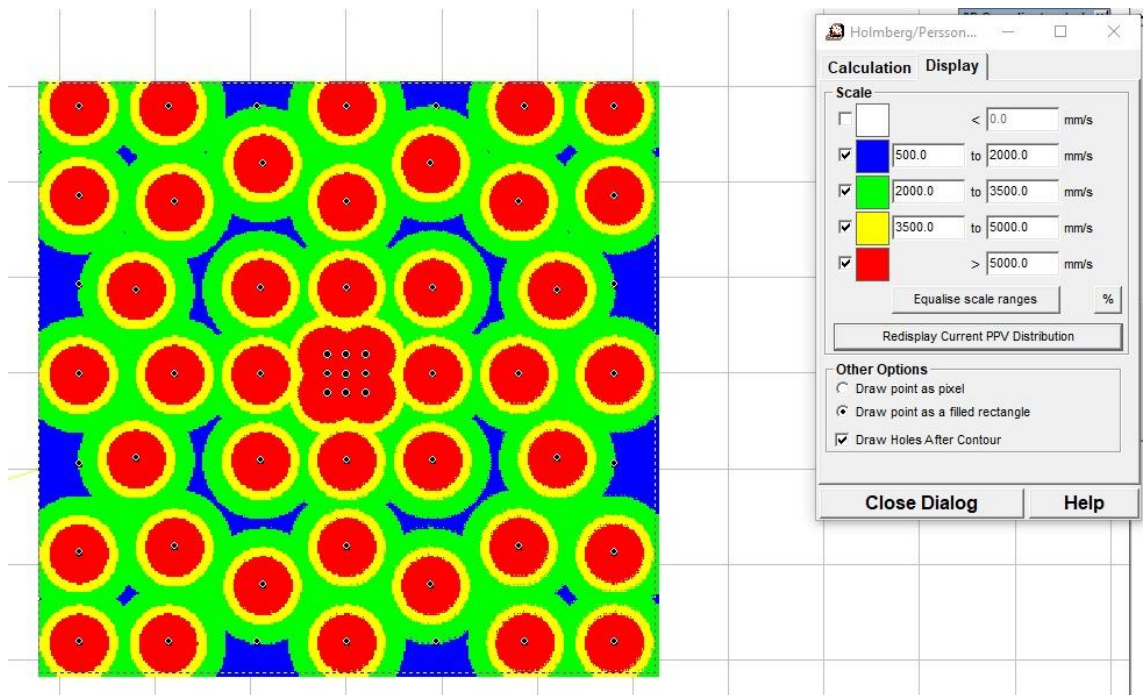 Holmberg/Persson...
Calculation Display
Scale
< 0.0 mm/s
500.0 to 2000.0 mm/s
2000.0 to 3500.0 mm/s
3500.0 to 5000.0 mm/s
> 5000.0 mm/s
Equalise scale ranges %
Redisplay Current PPV Distribution
Other Options
Draw point as pixel
Draw point as a filled rectangle
Draw Holes After Contour
Close Dialog Help